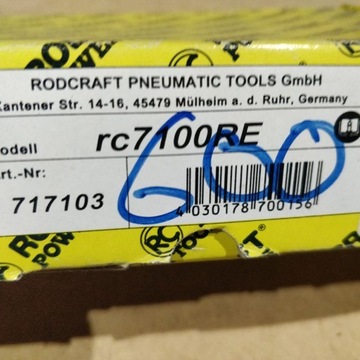 RODCRAFT PNEUMATIC TOOLS GmbH
Kantener Str. 14-16, 45479 Mülheim a. d. Ruhr, Germany
odell rc7100RE
rt.-Nr:
717103
600
4 030178 700156
POWER